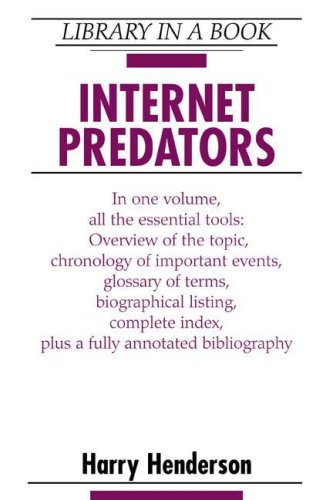 LIBRARY IN A BOOK
INTERNET
PREDATORS
In one volume,
all the essential tools:
Overview of the topic,
chronology of important events,
glossary of terms,
biographical listing,
complete index,
plus a fully annotated bibliography
Harry Henderson